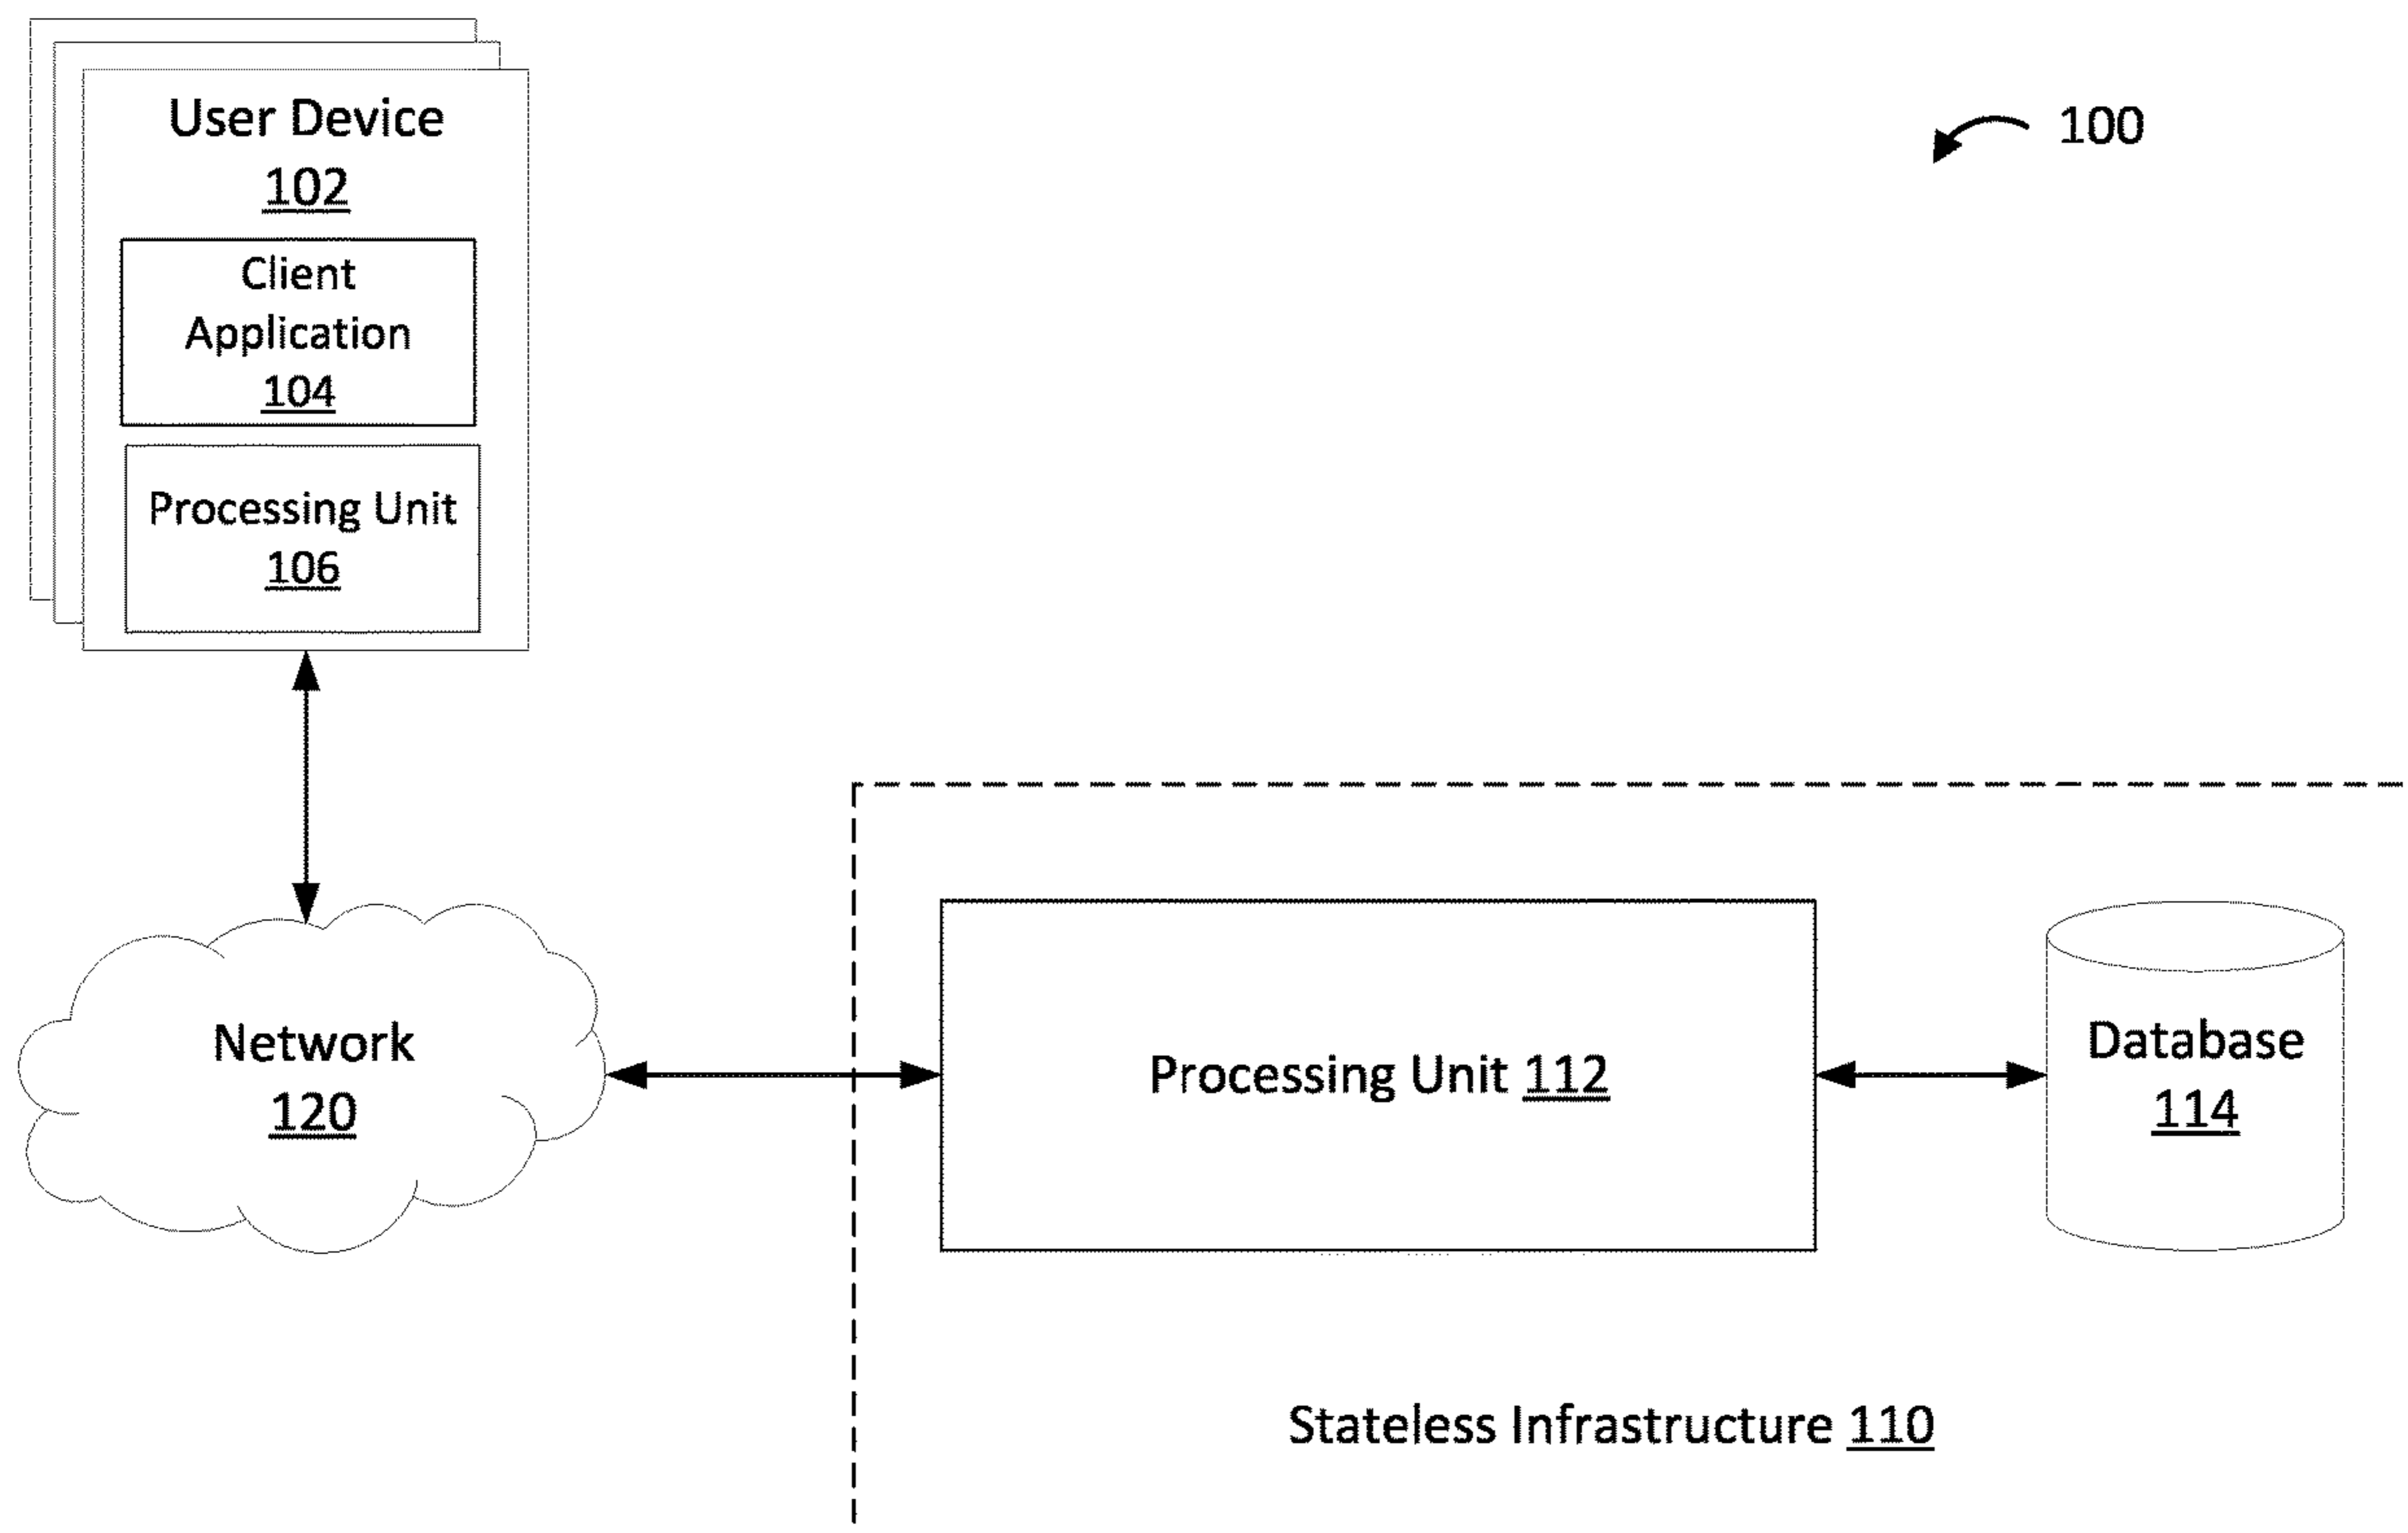 User Device
102
Client
Application
104
Processing Unit
106
100
Network
120
Processing Unit 112
Database
114
Stateless Infrastructure 110